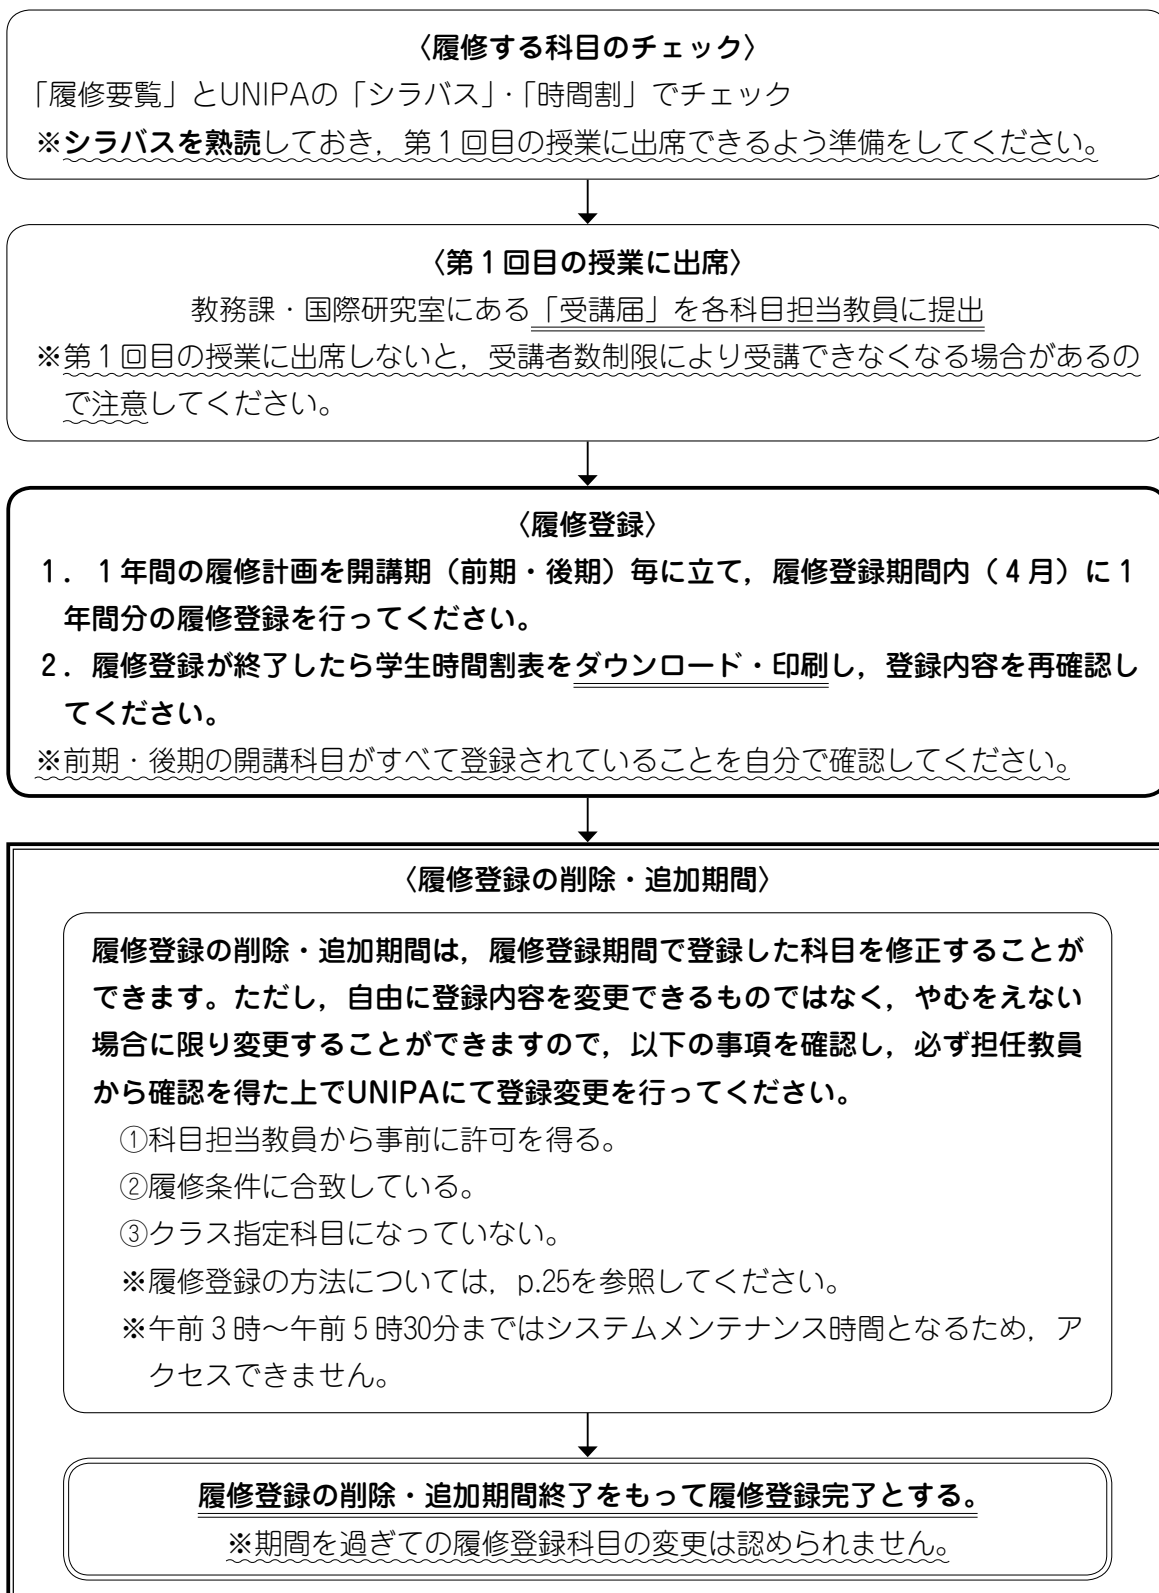 〈履修する科目のチェック〉
「履修要覧」とUNIPAの「シラバス」・「時間割」でチェック
※シラバスを熟読しておき，第１回目の授業に出席できるよう準備をしてください。
〈第１回目の授業に出席〉
教務課・国際研究室にある「受講届」を各科目担当教員に提出
※第１回目の授業に出席しないと，受講者数制限により受講できなくなる場合があるの
で注意してください。
〈履修登録〉
１．１年間の履修計画を開講期（前期・後期）毎に立て，履修登録期間内（４月）に１
年間分の履修登録を行ってください。
２．履修登録が終了したら学生時間割表をダウンロード・印刷し，登録内容を再確認し
てください。
※前期・後期の開講科目がすべて登録されていることを自分で確認してください。
〈履修登録の削除・追加期間〉
履修登録の削除・追加期間は，履修登録期間で登録した科目を修正することが
できます。ただし，自由に登録内容を変更できるものではなく，やむをえない
場合に限り変更することができますので，以下の事項を確認し，必ず担任教員
から確認を得た上でUNIPAにて登録変更を行ってください。
①科目担当教員から事前に許可を得る。
②履修条件に合致している。
③クラス指定科目になっていない。
※履修登録の方法については，p.25を参照してください。
※午前３時～午前５時30分まではシステムメンテナンス時間となるため，ア
クセスできません。
履修登録の削除・追加期間終了をもって履修登録完了とする。
※期間を過ぎての履修登録科目の変更は認められません。